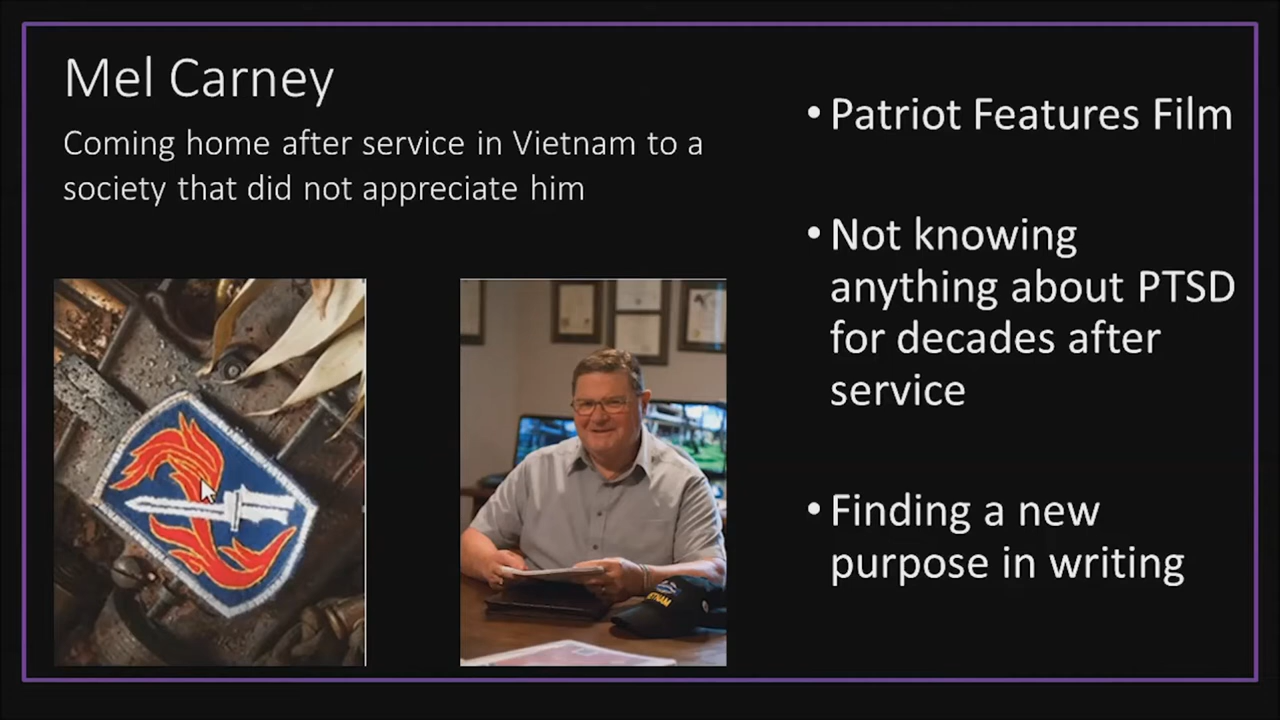 Mel Carney
Coming home after service in Vietnam to a
society that did not appreciate him
• Patriot Features Film
• Not knowing
anything about PTSD
for decades after
service
• Finding a new
purpose in writing
VIETNAM